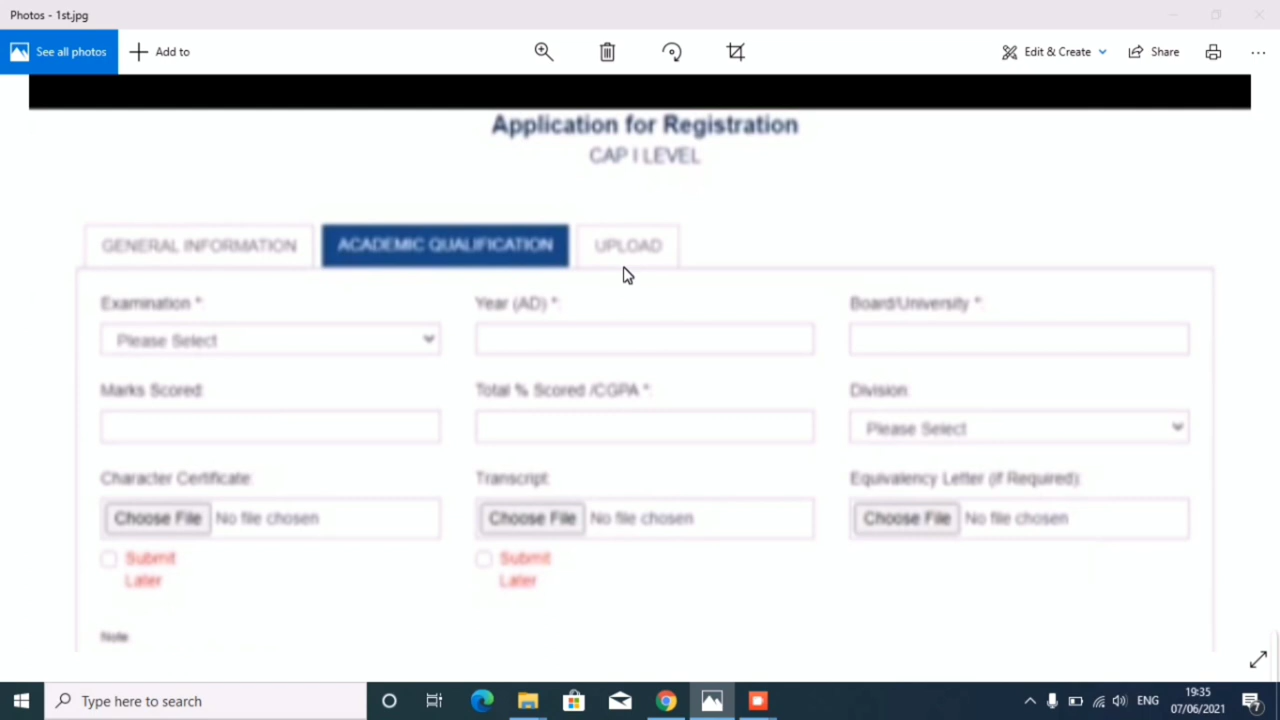 Photos - 1st.jpg
See all photos
Add to
Edit & Create
Share
Application for Registration
CAP I LEVEL
GENERAL INFORMATION
ACADEMIC QUALIFICATION
UPLOAD
Examination *:
Year (AD) *:
Board/University *:
Please Select
Marks Scored:
Total % Scored /CGPA *:
Division:
Please Select
Character Certificate:
Transcript:
Equivalency Letter (if Required):
Choose File No file chosen
Choose File No file chosen
Choose File No file chosen
Submit
Later
Submit
Later
Note:
Type here to search
ENG
19:35
07/06/2021
7